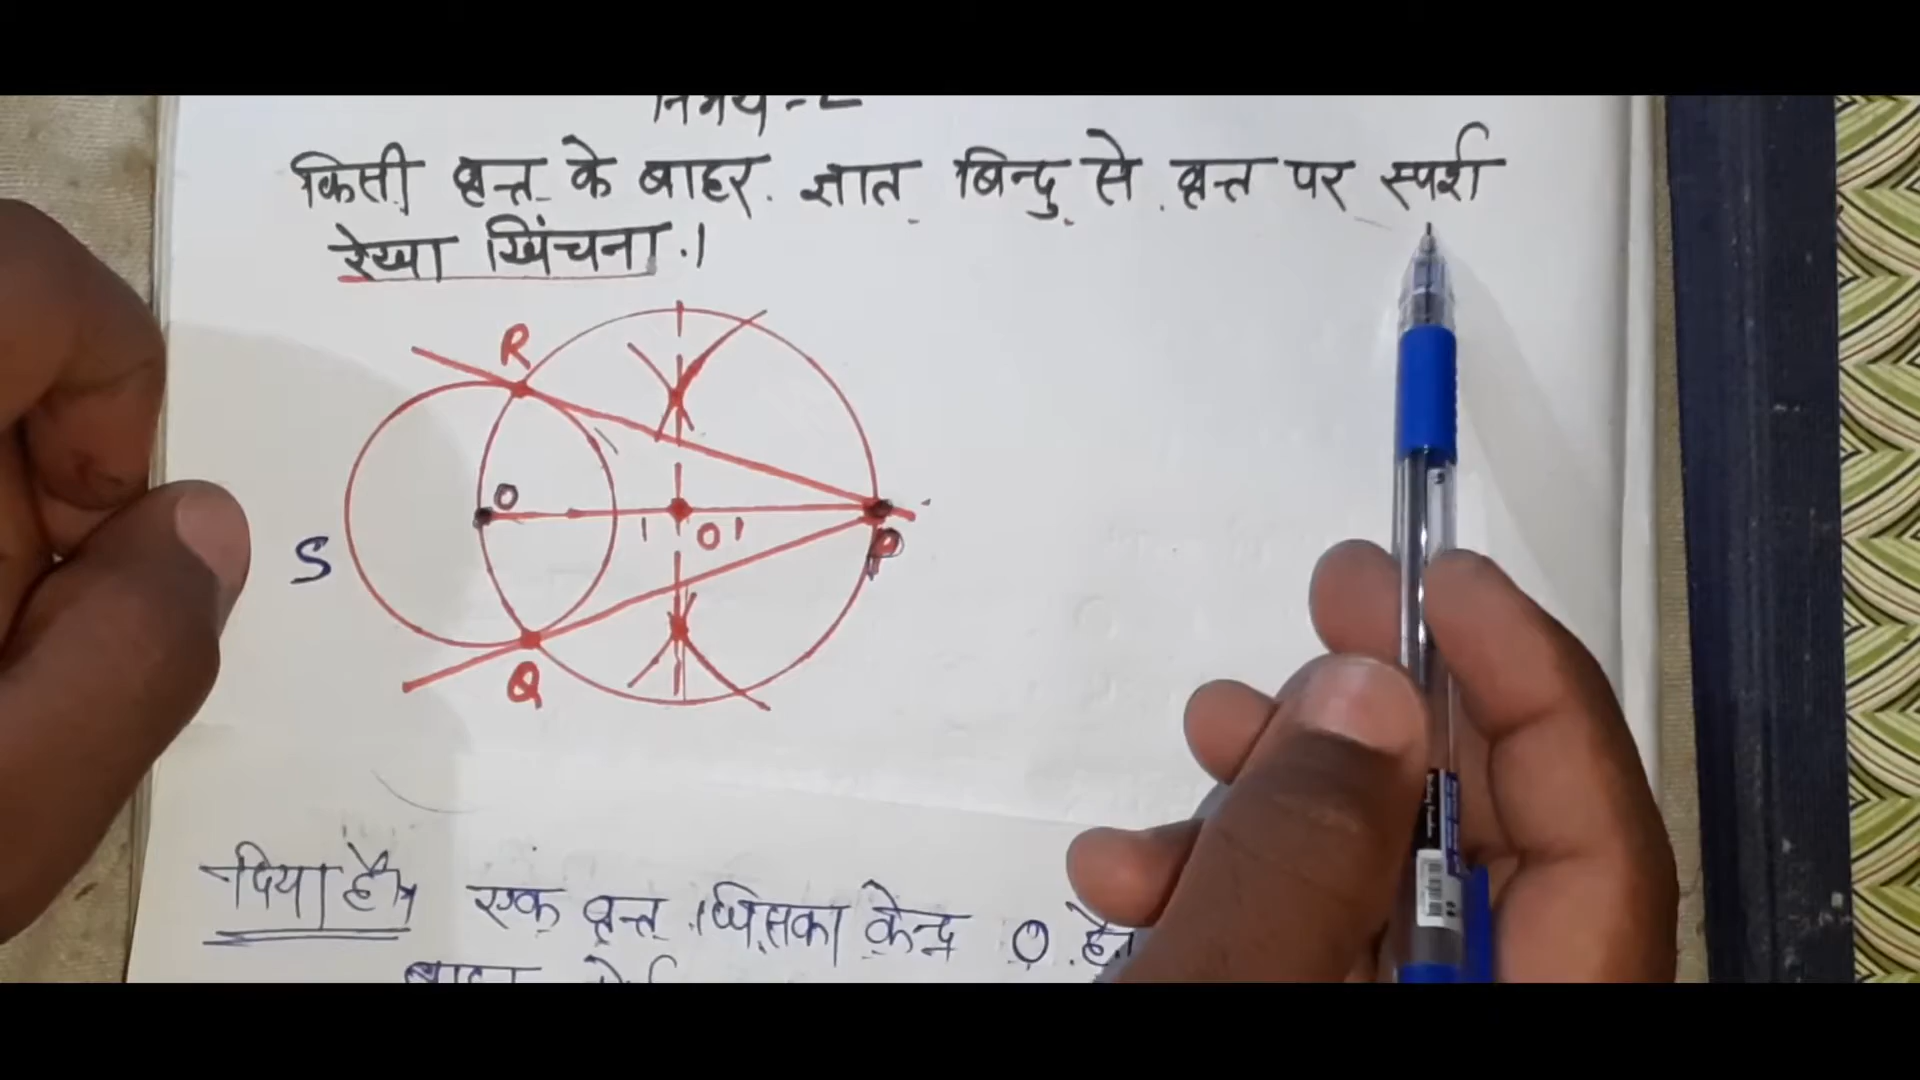 किसी वृत्त के बाहर ज्ञात बिन्दु से वृत्त पर स्पर्श
रेखा खिंचना ।
R
O
O'
P
S
Q
दिया है एक वृत्त जिसका केन्द्र O है